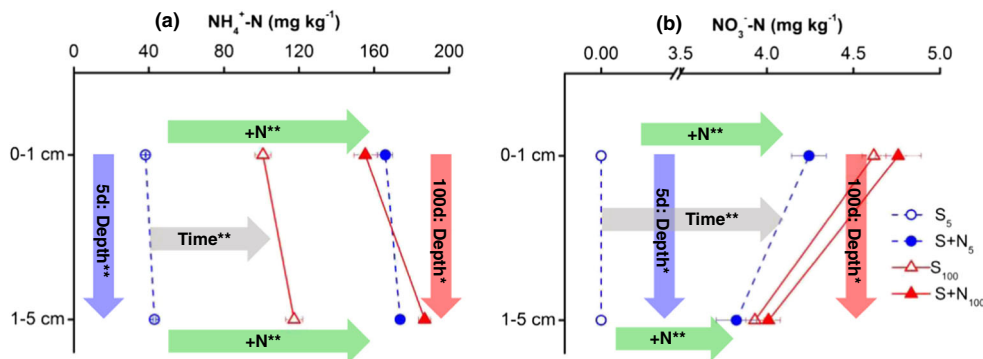 (a) NH₄⁺-N (mg kg⁻¹)
0 40 80 120 160 200
+N**
0-1 cm
5d: Depth**
Time**
100d: Depth*
1-5 cm
+N**
(b) NO₃⁻-N (mg kg⁻¹)
0.00 3.5 4.0 4.5 5.0
+N**
0-1 cm
5d: Depth*
Time**
100d: Depth*
S₅
S+N₅
S₁₀₀
S+N₁₀₀
1-5 cm
+N**